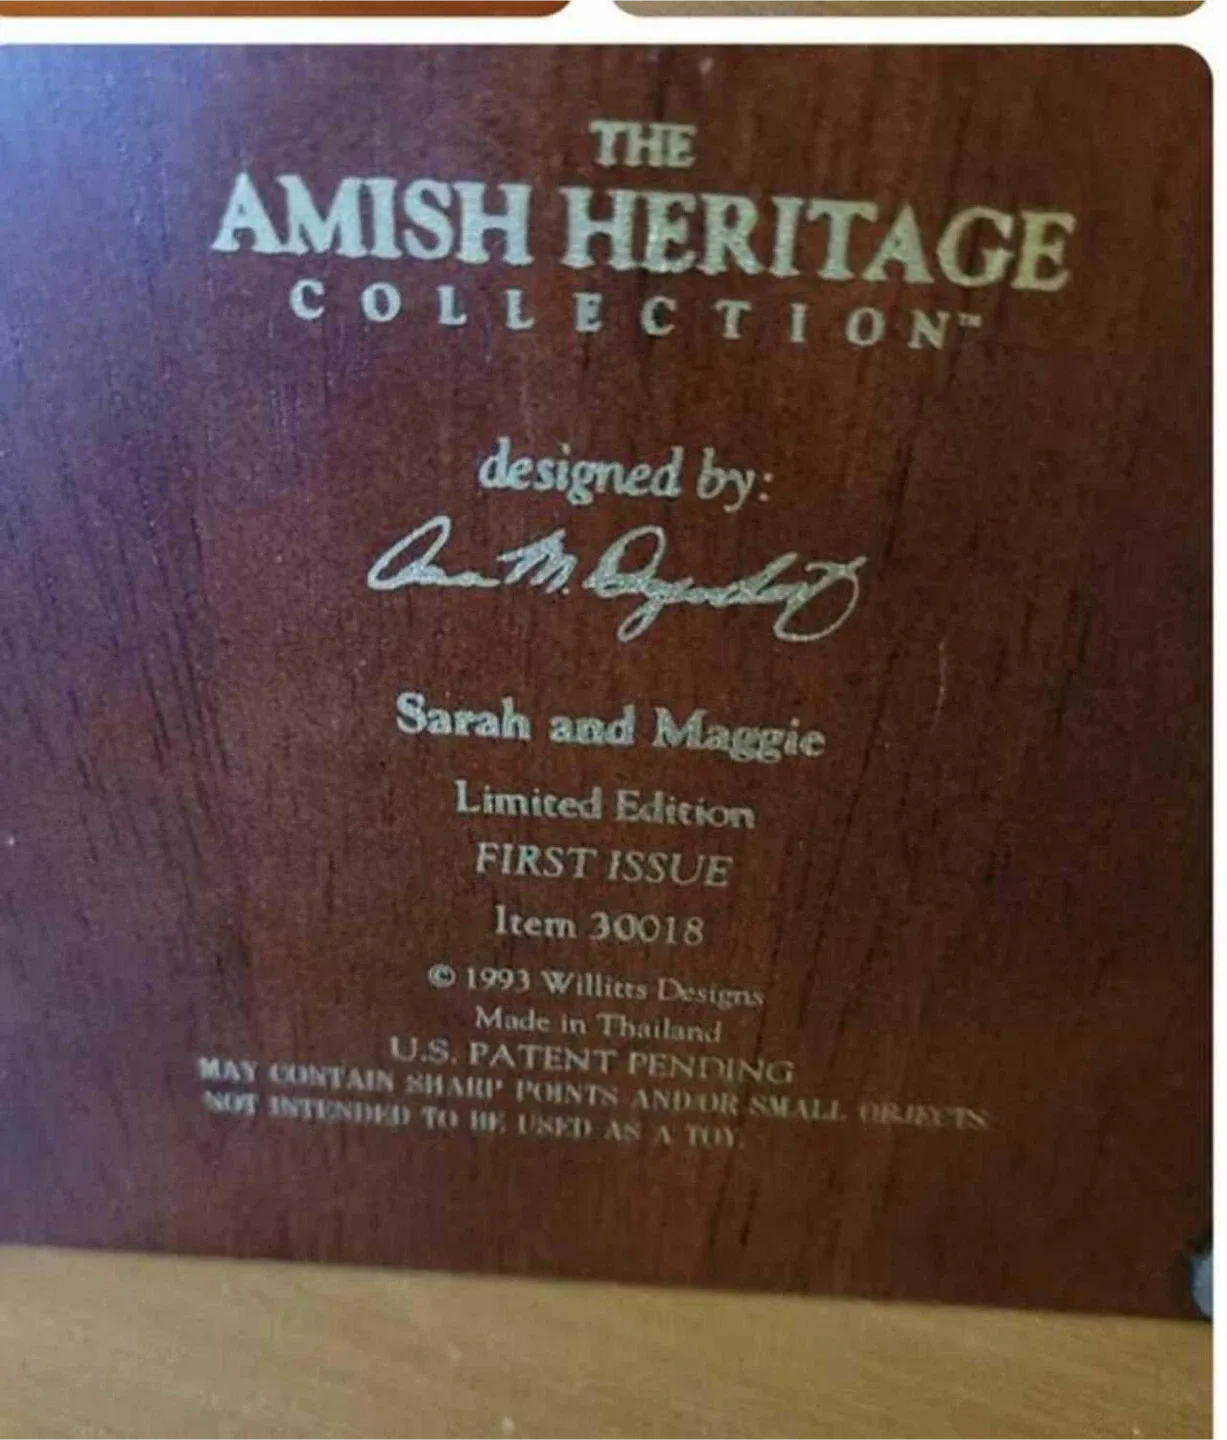 THE
AMISH HERITAGE
COLLECTION™
designed by:
Sarah and Maggie
Limited Edition
FIRST ISSUE
Item 30018
© 1993 Willitts Designs
Made in Thailand
U.S. PATENT PENDING
MAY CONTAIN SHARP POINTS AND/OR SMALL OBJECTS
NOT INTENDED TO BE USED AS A TOY.